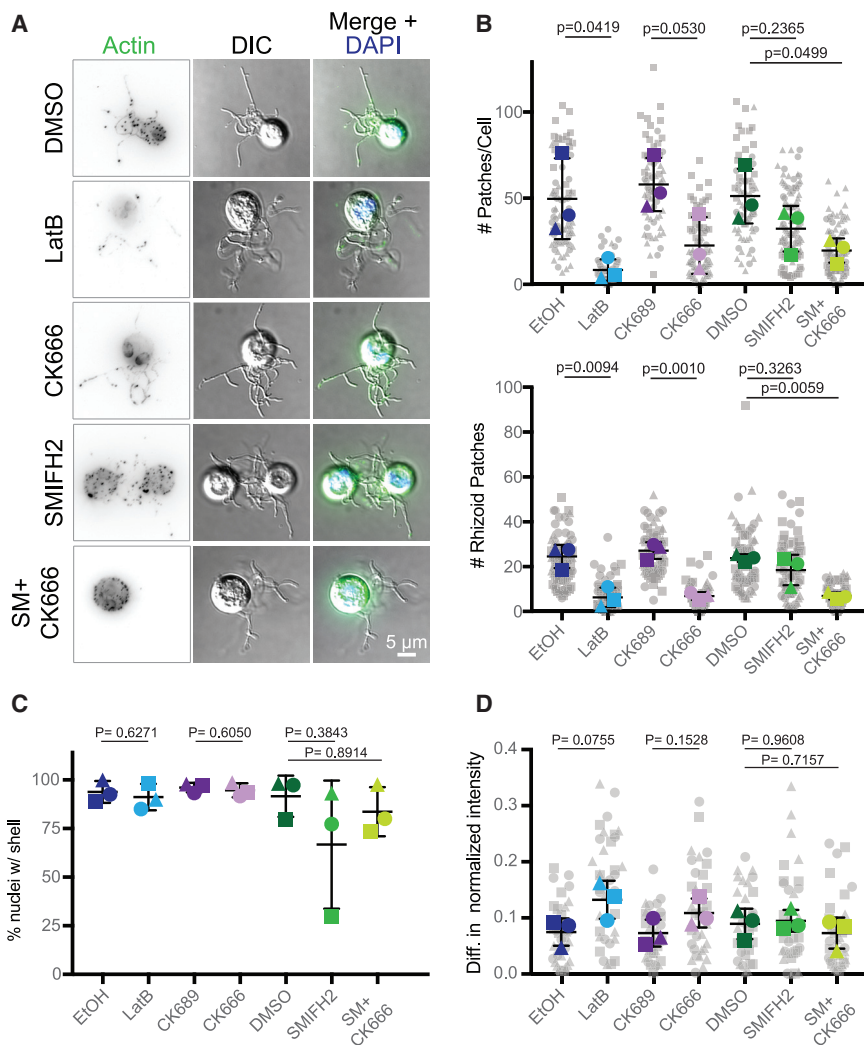 A
Actin
DIC
Merge +
DAPI
DMSO
LatB
CK666
SMIFH2
SM+
CK666
5 µm
B
p=0.0419
p=0.0530
p=0.2365
p=0.0499
# Patches/Cell
100
50
0
EtOH
LatB
CK689
CK666
DMSO
SMIFH2
SM+
CK666
p=0.0094
p=0.0010
p=0.3263
p=0.0059
# Rhizoid Patches
100
80
60
40
20
0
EtOH
LatB
CK689
CK666
DMSO
SMIFH2
SM+
CK666
C
P= 0.6271
P= 0.6050
P= 0.3843
P= 0.8914
% nuclei w/ shell
100
75
50
25
0
EtOH
LatB
CK689
CK666
DMSO
SMIFH2
SM+
CK666
D
P= 0.0755
P= 0.1528
P= 0.9608
P= 0.7157
Diff. in normalized intensity
0.4
0.3
0.2
0.1
0.0
EtOH
LatB
CK689
CK666
DMSO
SMIFH2
SM+
CK666